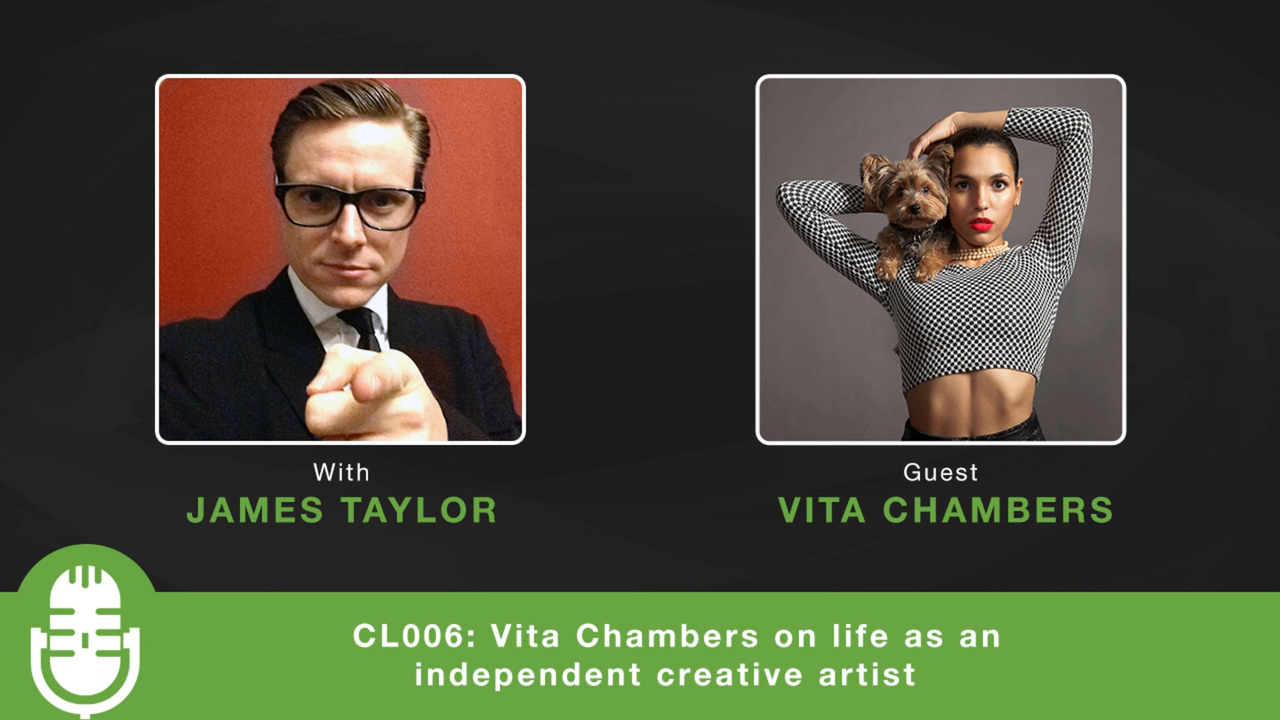 With
JAMES TAYLOR
Guest
VITA CHAMBERS
CL006: Vita Chambers on life as an
independent creative artist